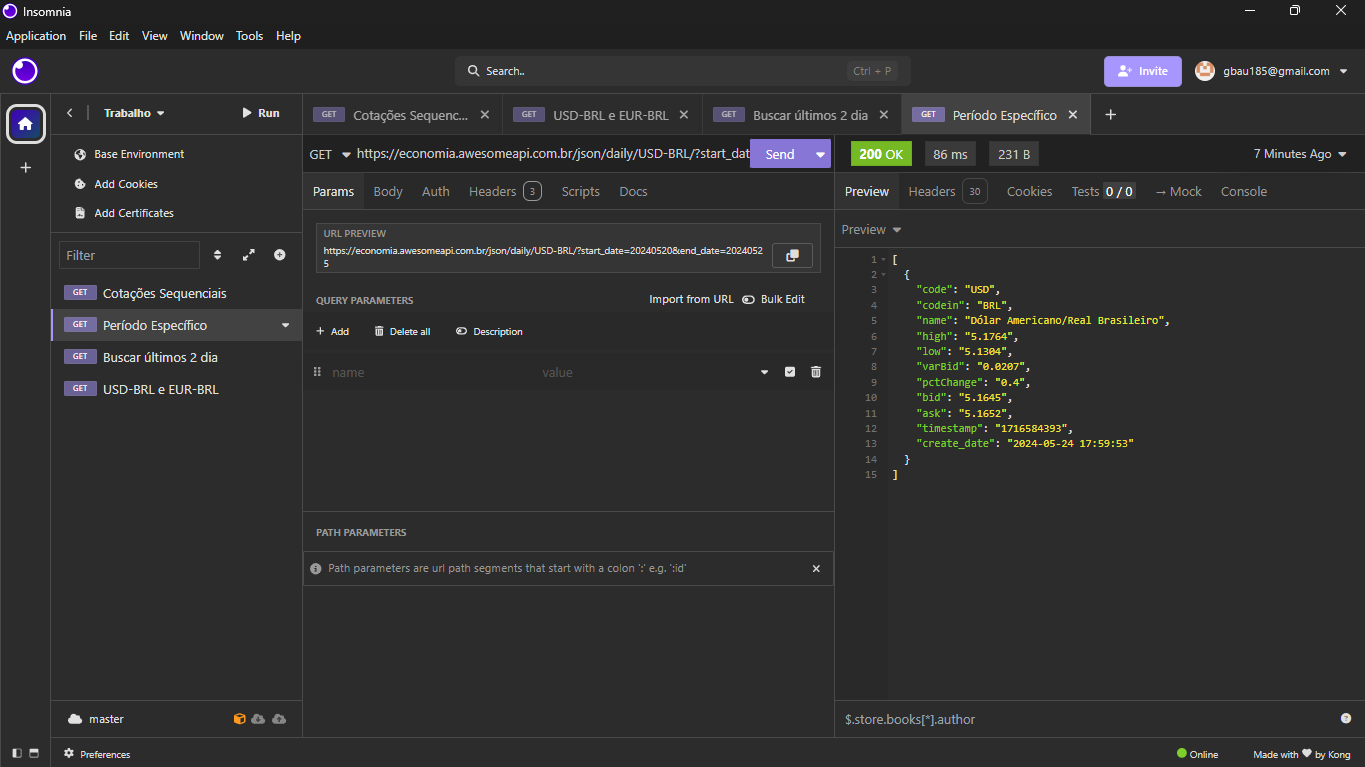 Insomnia
Application File Edit View Window Tools Help
Search.. Ctrl + P
Invite
gbau185@gmail.com
Trabalho
Run
GET Cotações Sequenc...
GET USD-BRL e EUR-BRL
GET Buscar últimos 2 dia
GET Período Específico
Base Environment
Add Cookies
Add Certificates
Filter
GET Cotações Sequenciais
GET Período Específico
GET Buscar últimos 2 dia
GET USD-BRL e EUR-BRL
master
GET https://economia.awesomeapi.com.br/json/daily/USD-BRL/?start_dat
Send
Params Body Auth Headers 3 Scripts Docs
URL PREVIEW
https://economia.awesomeapi.com.br/json/daily/USD-BRL/?start_date=20240520&end_date=2024052
5
QUERY PARAMETERS
Import from URL Bulk Edit
Add Delete all Description
name value
PATH PARAMETERS
Path parameters are url path segments that start with a colon ':' e.g. ':id'
200 OK 86 ms 231 B 7 Minutes Ago
Preview Headers 30 Cookies Tests 0 / 0 → Mock Console
Preview
1 [
2 {
3 "code": "USD",
4 "codein": "BRL",
5 "name": "Dólar Americano/Real Brasileiro",
6 "high": "5.1764",
7 "low": "5.1304",
8 "varBid": "0.0207",
9 "pctChange": "0.4",
10 "bid": "5.1645",
11 "ask": "5.1652",
12 "timestamp": "1716584393",
13 "create_date": "2024-05-24 17:59:53"
14 }
15 ]
$.store.books[*].author
Preferences
Online
Made with ♥ by Kong